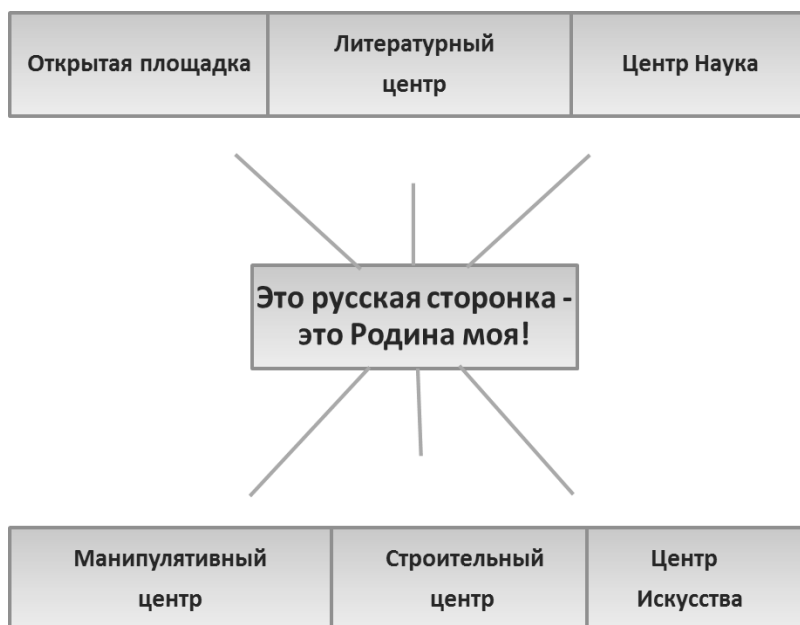 Открытая площадка
Литературный
центр
Центр Наука
Это русская сторонка -
это Родина моя!
Манипулятивный
центр
Строительный
центр
Центр
Искусства